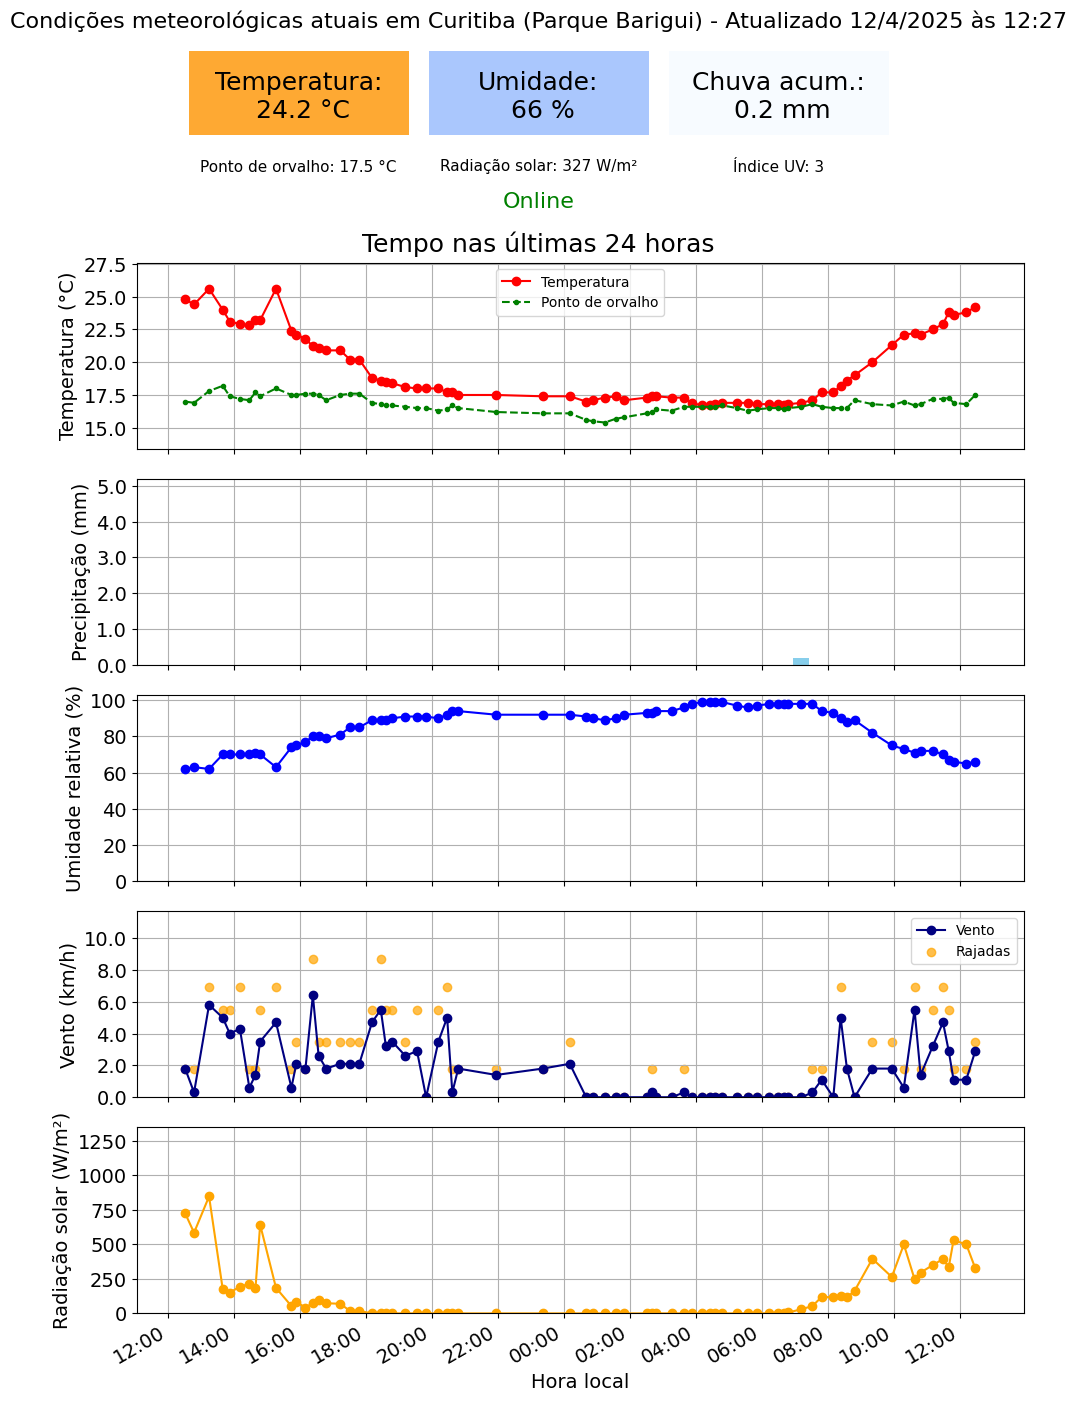 Condições meteorológicas atuais em Curitiba (Parque Barigui) - Atualizado 12/4/2025 às 12:27
Temperatura:
24.2 °C
Umidade:
66 %
Chuva acum.:
0.2 mm
Ponto de orvalho: 17.5 °C
Radiação solar: 327 W/m²
Índice UV: 3
Online
Tempo nas últimas 24 horas
Temperatura (°C)
27.5
25.0
22.5
20.0
17.5
15.0
Temperatura
Ponto de orvalho
Precipitação (mm)
5.0
4.0
3.0
2.0
1.0
0.0
Umidade relativa (%)
100
80
60
40
20
0
Vento (km/h)
10.0
8.0
6.0
4.0
2.0
0.0
Vento
Rajadas
Radiação solar (W/m²)
1250
1000
750
500
250
0
12:00
14:00
16:00
18:00
20:00
22:00
00:00
02:00
04:00
06:00
08:00
10:00
12:00
Hora local